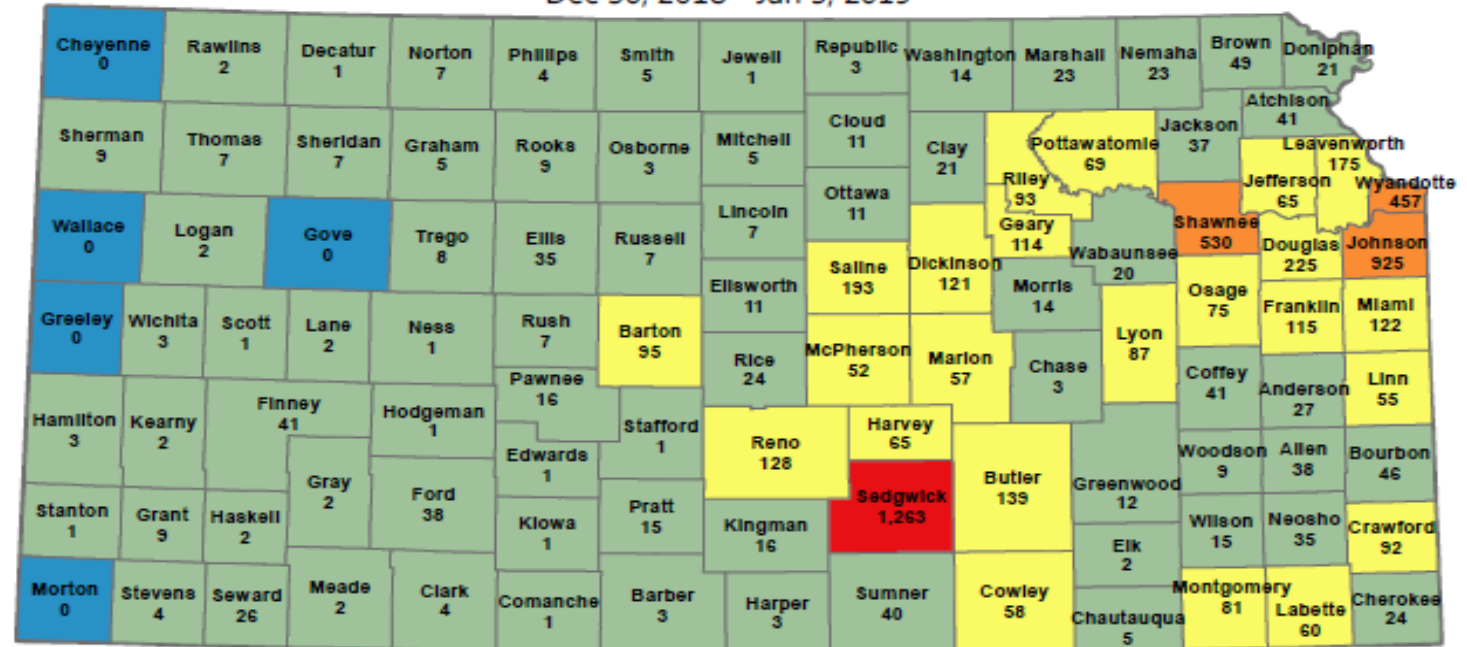 Dec 30, 2018 - Jan 5, 2019
Cheyenne
0
Rawlins
2
Decatur
1
Norton
7
Phillips
4
Smith
5
Jewell
1
Republic
3
Washington
14
Marshall
23
Nemaha
23
Brown
49
Doniphan
21
Atchison
41
Sherman
9
Thomas
7
Sheridan
7
Graham
5
Rooks
9
Osborne
3
Mitchell
5
Cloud
11
Clay
21
Riley
93
Pottawatomie
69
Jackson
37
Jefferson
65
Leavenworth
175
Wyandotte
457
Wallace
0
Logan
2
Gove
0
Trego
8
Ellis
35
Russell
7
Lincoln
7
Ottawa
11
Saline
193
Dickinson
121
Geary
114
Wabaunsee
20
Shawnee
530
Douglas
225
Johnson
925
Greeley
0
Wichita
3
Scott
1
Lane
2
Ness
1
Rush
7
Barton
95
Ellsworth
11
Rice
24
McPherson
52
Marion
57
Morris
14
Chase
3
Lyon
87
Osage
75
Franklin
115
Miami
122
Hamilton
3
Kearny
2
Finney
41
Hodgeman
1
Pawnee
16
Stafford
1
Edwards
1
Reno
128
Harvey
65
Butler
139
Greenwood
12
Coffey
41
Anderson
27
Linn
55
Woodson
9
Allen
38
Bourbon
46
Stanton
1
Grant
9
Haskell
2
Gray
2
Ford
38
Kiowa
1
Pratt
15
Kingman
16
Sedgwick
1,263
Elk
2
Wilson
15
Neosho
35
Crawford
92
Morton
0
Stevens
4
Seward
26
Meade
2
Clark
4
Comanche
1
Barber
3
Harper
3
Sumner
40
Cowley
58
Chautauqua
5
Montgomery
81
Labette
60
Cherokee
24